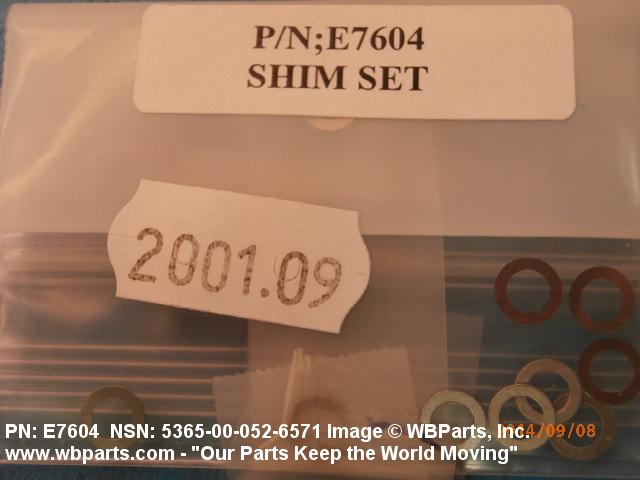 P/N;E7604
SHIM SET
2001.09
PN: E7604 NSN: 5365-00-052-6571 Image © WBParts, Inc.
www.wbparts.com - "Our Parts Keep the World Moving"